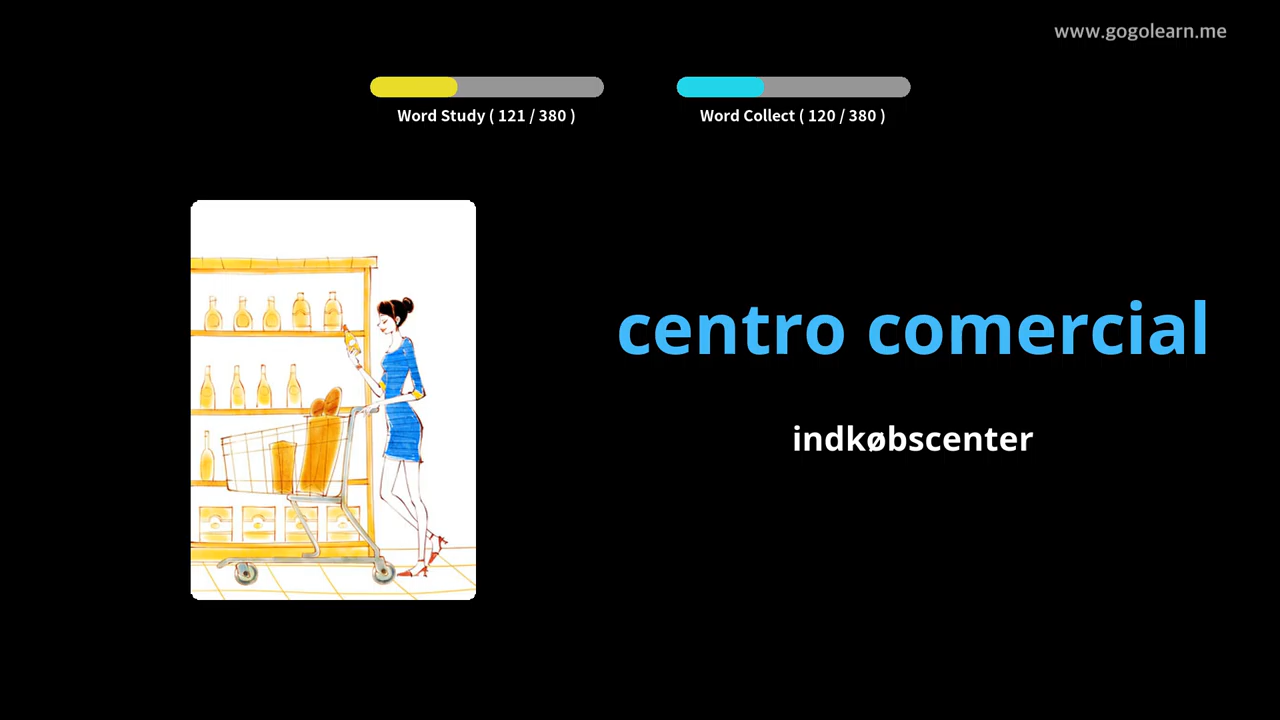 www.gogolearn.me
Word Study ( 121 / 380 )
Word Collect ( 120 / 380 )
centro comercial
indkøbscenter